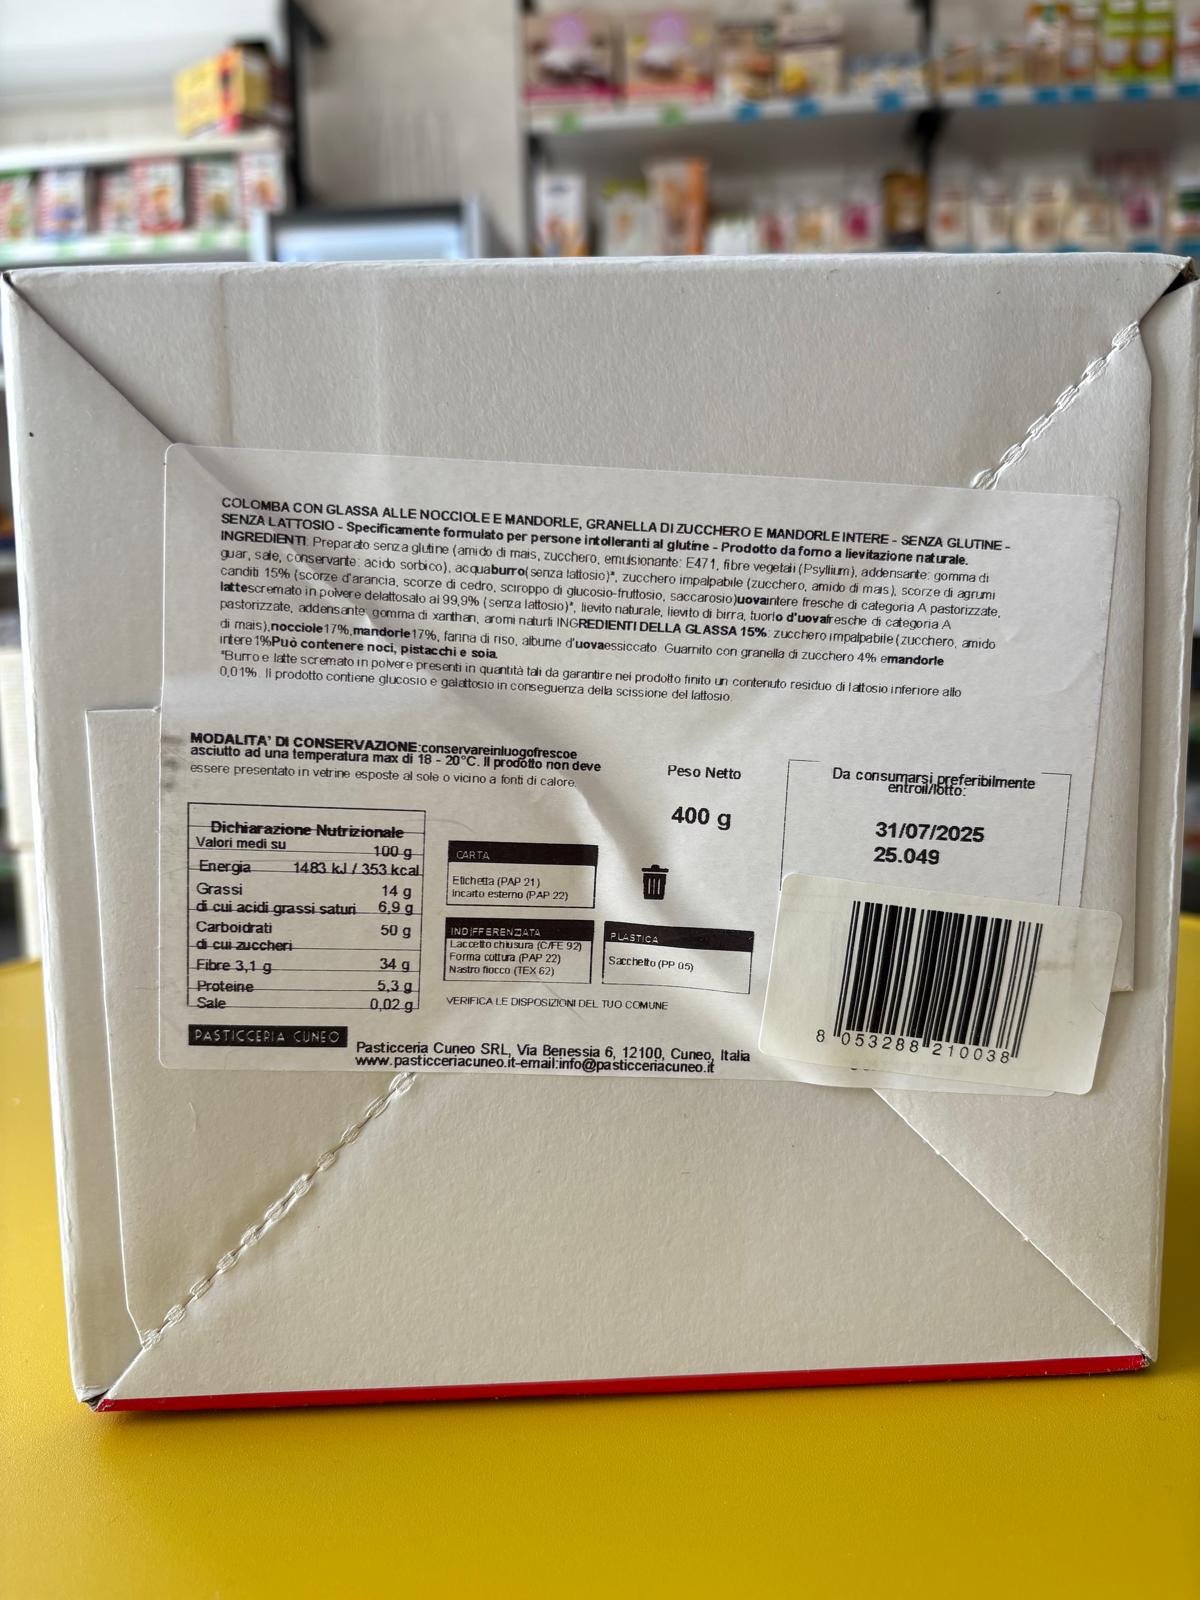 COLOMBA CON GLASSA ALLE NOCCIOLE E MANDORLE, GRANELLA DI ZUCCHERO E MANDORLE INTERE - SENZA GLUTINE -
SENZA LATTOSIO - Specificamente formulato per persone intolleranti al glutine - Prodotto da forno a lievitazione naturale.
INGREDIENTI: Preparato senza glutine (amido di mais, zucchero, emulsionante: E471, fibre vegetali (Psyllium), addensante: gomma di
guar, sale, conservante: acido sorbico), acquaburro(senza lattosio)*, zucchero impalpabile (zucchero, amido di mais), scorze di agrumi
canditi 15% (scorze d'arancia, scorze di cedro, sciroppo di glucosio-fruttosio, saccarosio)uovaintere fresche di categoria A pastorizzate,
lattescremato in polvere delattosato al 99,9% (senza lattosio)*, lievito naturale, lievito di birra, tuorlo d'uovafresche di categoria A
pastorizzate, addensante: gomma di xanthan, aromi naturli INGREDIENTI DELLA GLASSA 15%: zucchero impalpabile (zucchero, amido
di mais),nocciole17%,mandorle17%, farina di riso, albume d'uovaessiccato. Guarnito con granella di zucchero 4% emandorle
intere1%Può contenere noci, pistacchi e soia.
*Burro e latte scremato in polvere presenti in quantità tali da garantire nel prodotto finito un contenuto residuo di lattosio inferiore allo
0,01%. Il prodotto contiene glucosio e galattosio in conseguenza della scissione del lattosio.
MODALITA' DI CONSERVAZIONE:conservareinluogofrescoe
asciutto ad una temperatura max di 18 - 20°C. Il prodotto non deve
essere presentato in vetrine esposte al sole o vicino a fonti di calore.
Peso Netto
400 g
Da consumarsi preferibilmente
entroil/lotto:
31/07/2025
25.049
Dichiarazione Nutrizionale
Valori medi su 100 g
Energia 1483 kJ / 353 kcal
Grassi 14 g
di cui acidi grassi saturi 6,9 g
Carboidrati 50 g
di cui zuccheri
Fibre 3,1 g 34 g
Proteine 5,3 g
Sale 0,02 g
CARTA
Etichetta (PAP 21)
Incarto esterno (PAP 22)
INDIFFERENZIATA
Laccetto chiusura (C/FE 92)
Forma cottura (PAP 22)
Nastro fiocco (TEX 62)
PLASTICA
Sacchetto (PP 05)
VERIFICA LE DISPOSIZIONI DEL TUO COMUNE
PASTICCERIA CUNEO
Pasticceria Cuneo SRL, Via Benessia 6, 12100, Cuneo, Italia
www.pasticceriacuneo.it-email:info@pasticceriacuneo.it
8 053288 210038